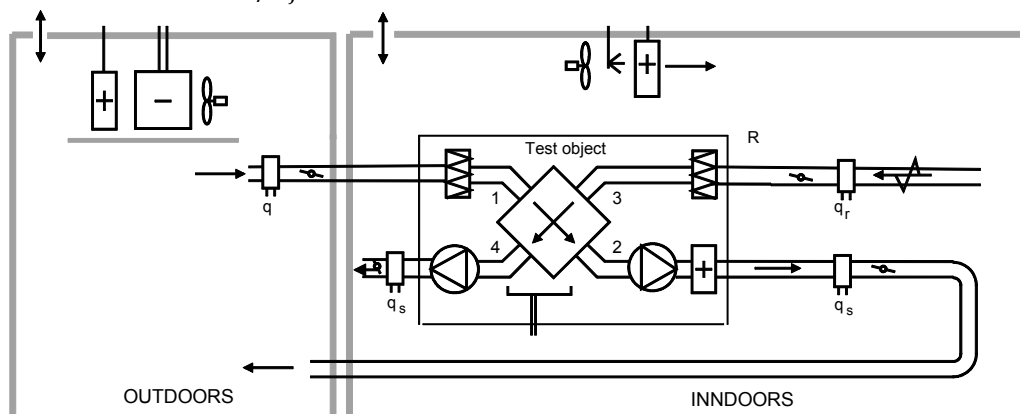 Test object
R
q
1
3
q r
4
2
q s
q s
OUTDOORS
INNDOORS